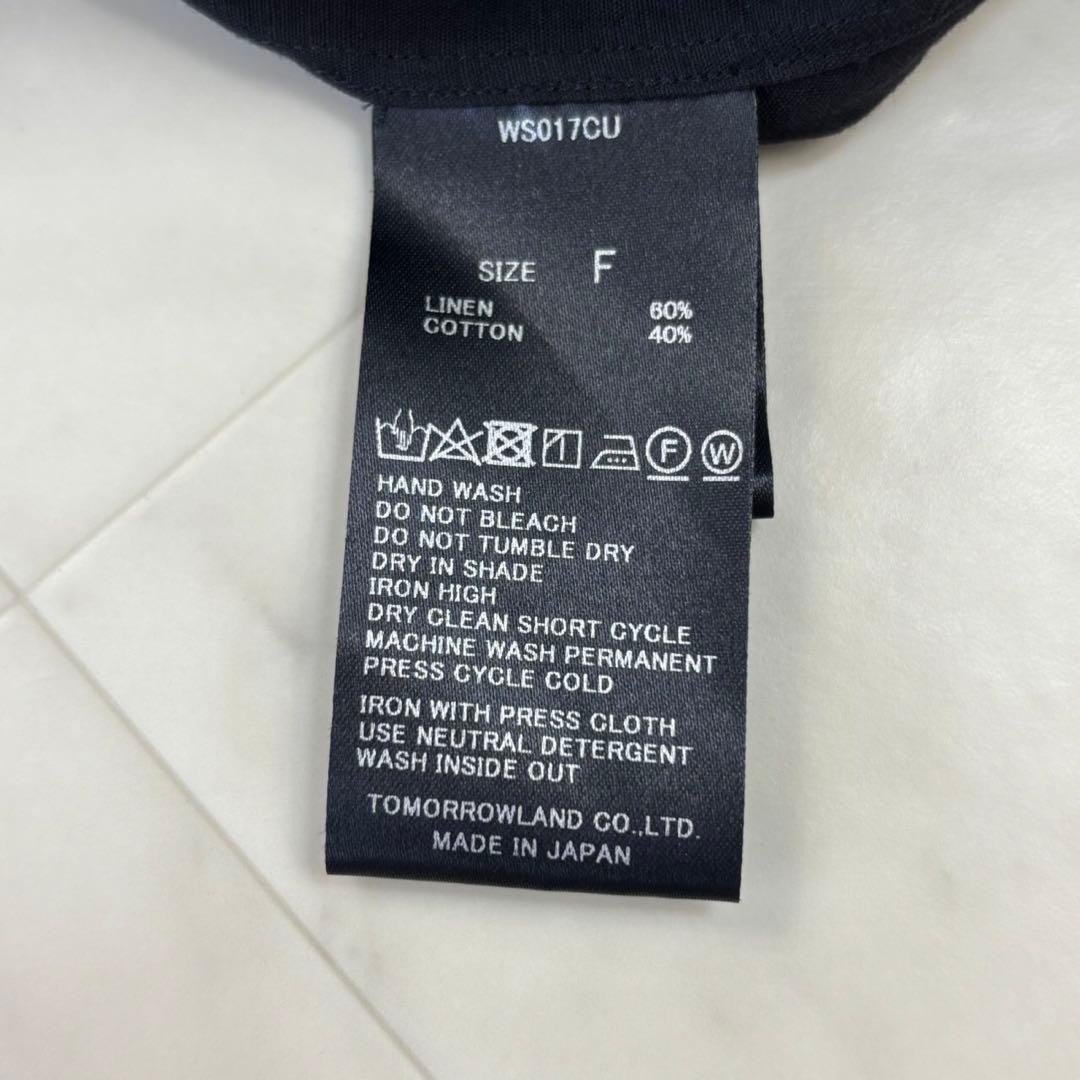 WS017CU
SIZE F
LINEN 60%
COTTON 40%
F W
HAND WASH
DO NOT BLEACH
DO NOT TUMBLE DRY
DRY IN SHADE
IRON HIGH
DRY CLEAN SHORT CYCLE
MACHINE WASH PERMANENT
PRESS CYCLE COLD
IRON WITH PRESS CLOTH
USE NEUTRAL DETERGENT
WASH INSIDE OUT
TOMORROWLAND CO.,LTD.
MADE IN JAPAN